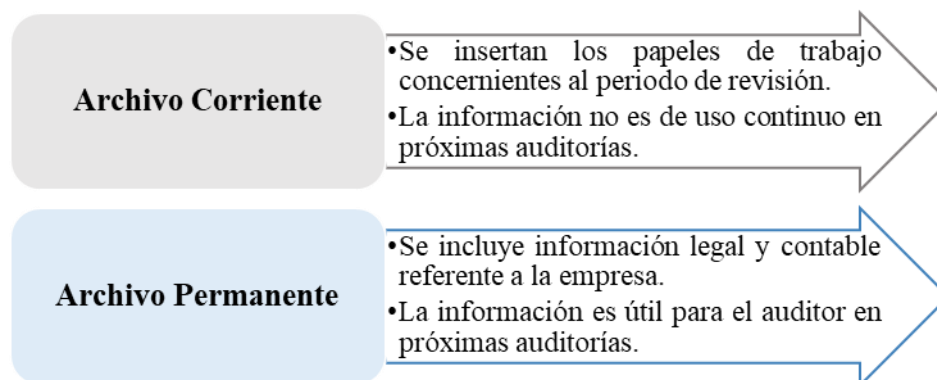 Archivo Corriente
•Se insertan los papeles de trabajo
concernientes al periodo de revisión.
•La información no es de uso continuo en
próximas auditorías.
Archivo Permanente
•Se incluye información legal y contable
referente a la empresa.
•La información es útil para el auditor en
próximas auditorías.